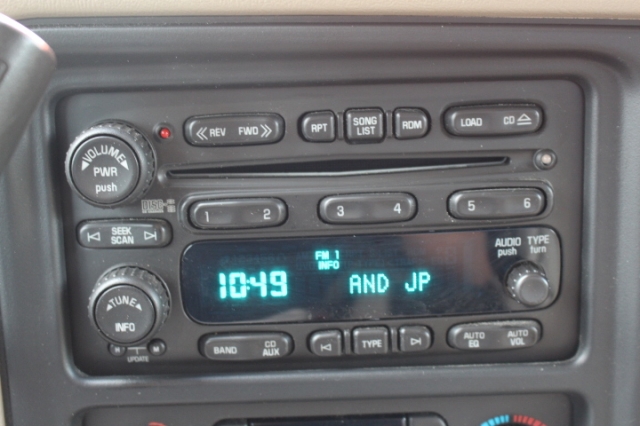 REV FWD
RPT
SONG
LIST
RDM
LOAD CD
VOLUME
PWR
push
1 2
3 4
5 6
SEEK
SCAN
AUDIO TYPE
push turn
FM 1
INFO
10:49
AND JP
TUNE
INFO
UPDATE
BAND
CD
AUX
TYPE
AUTO
EQ
AUTO
VOL